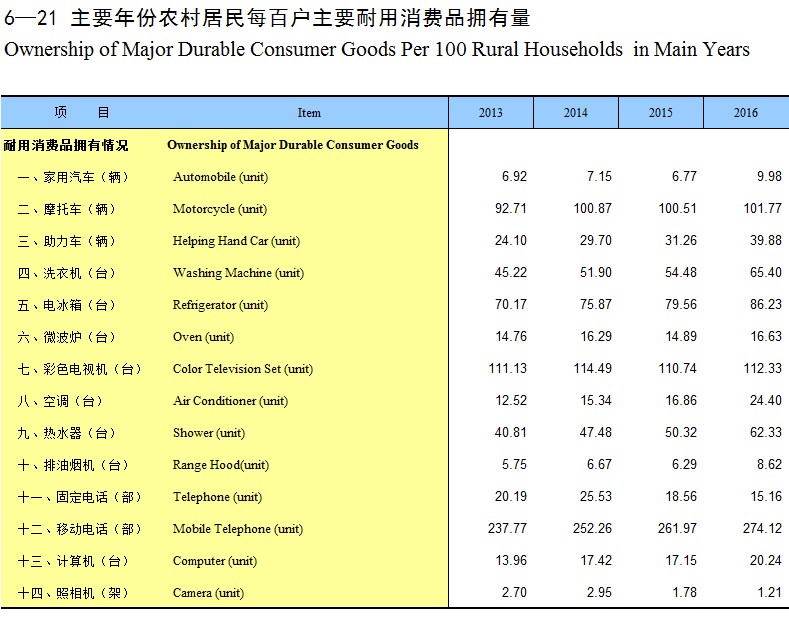 6—21 主要年份农村居民每百户主要耐用消费品拥有量
Ownership of Major Durable Consumer Goods Per 100 Rural Households in Main Years
项 目 Item 2013 2014 2015 2016
耐用消费品拥有情况 Ownership of Major Durable Consumer Goods
一、家用汽车（辆） Automobile (unit) 6.92 7.15 6.77 9.98
二、摩托车（辆） Motorcycle (unit) 92.71 100.87 100.51 101.77
三、助力车（辆） Helping Hand Car (unit) 24.10 29.70 31.26 39.88
四、洗衣机（台） Washing Machine (unit) 45.22 51.90 54.48 65.40
五、电冰箱（台） Refrigerator (unit) 70.17 75.87 79.56 86.23
六、微波炉（台） Oven (unit) 14.76 16.29 14.89 16.63
七、彩色电视机（台） Color Television Set (unit) 111.13 114.49 110.74 112.33
八、空调（台） Air Conditioner (unit) 12.52 15.34 16.86 24.40
九、热水器（台） Shower (unit) 40.81 47.48 50.32 62.33
十、排油烟机（台） Range Hood(unit) 5.75 6.67 6.29 8.62
十一、固定电话（部） Telephone (unit) 20.19 25.53 18.56 15.16
十二、移动电话（部） Mobile Telephone (unit) 237.77 252.26 261.97 274.12
十三、计算机（台） Computer (unit) 13.96 17.42 17.15 20.24
十四、照相机（架） Camera (unit) 2.70 2.95 1.78 1.21